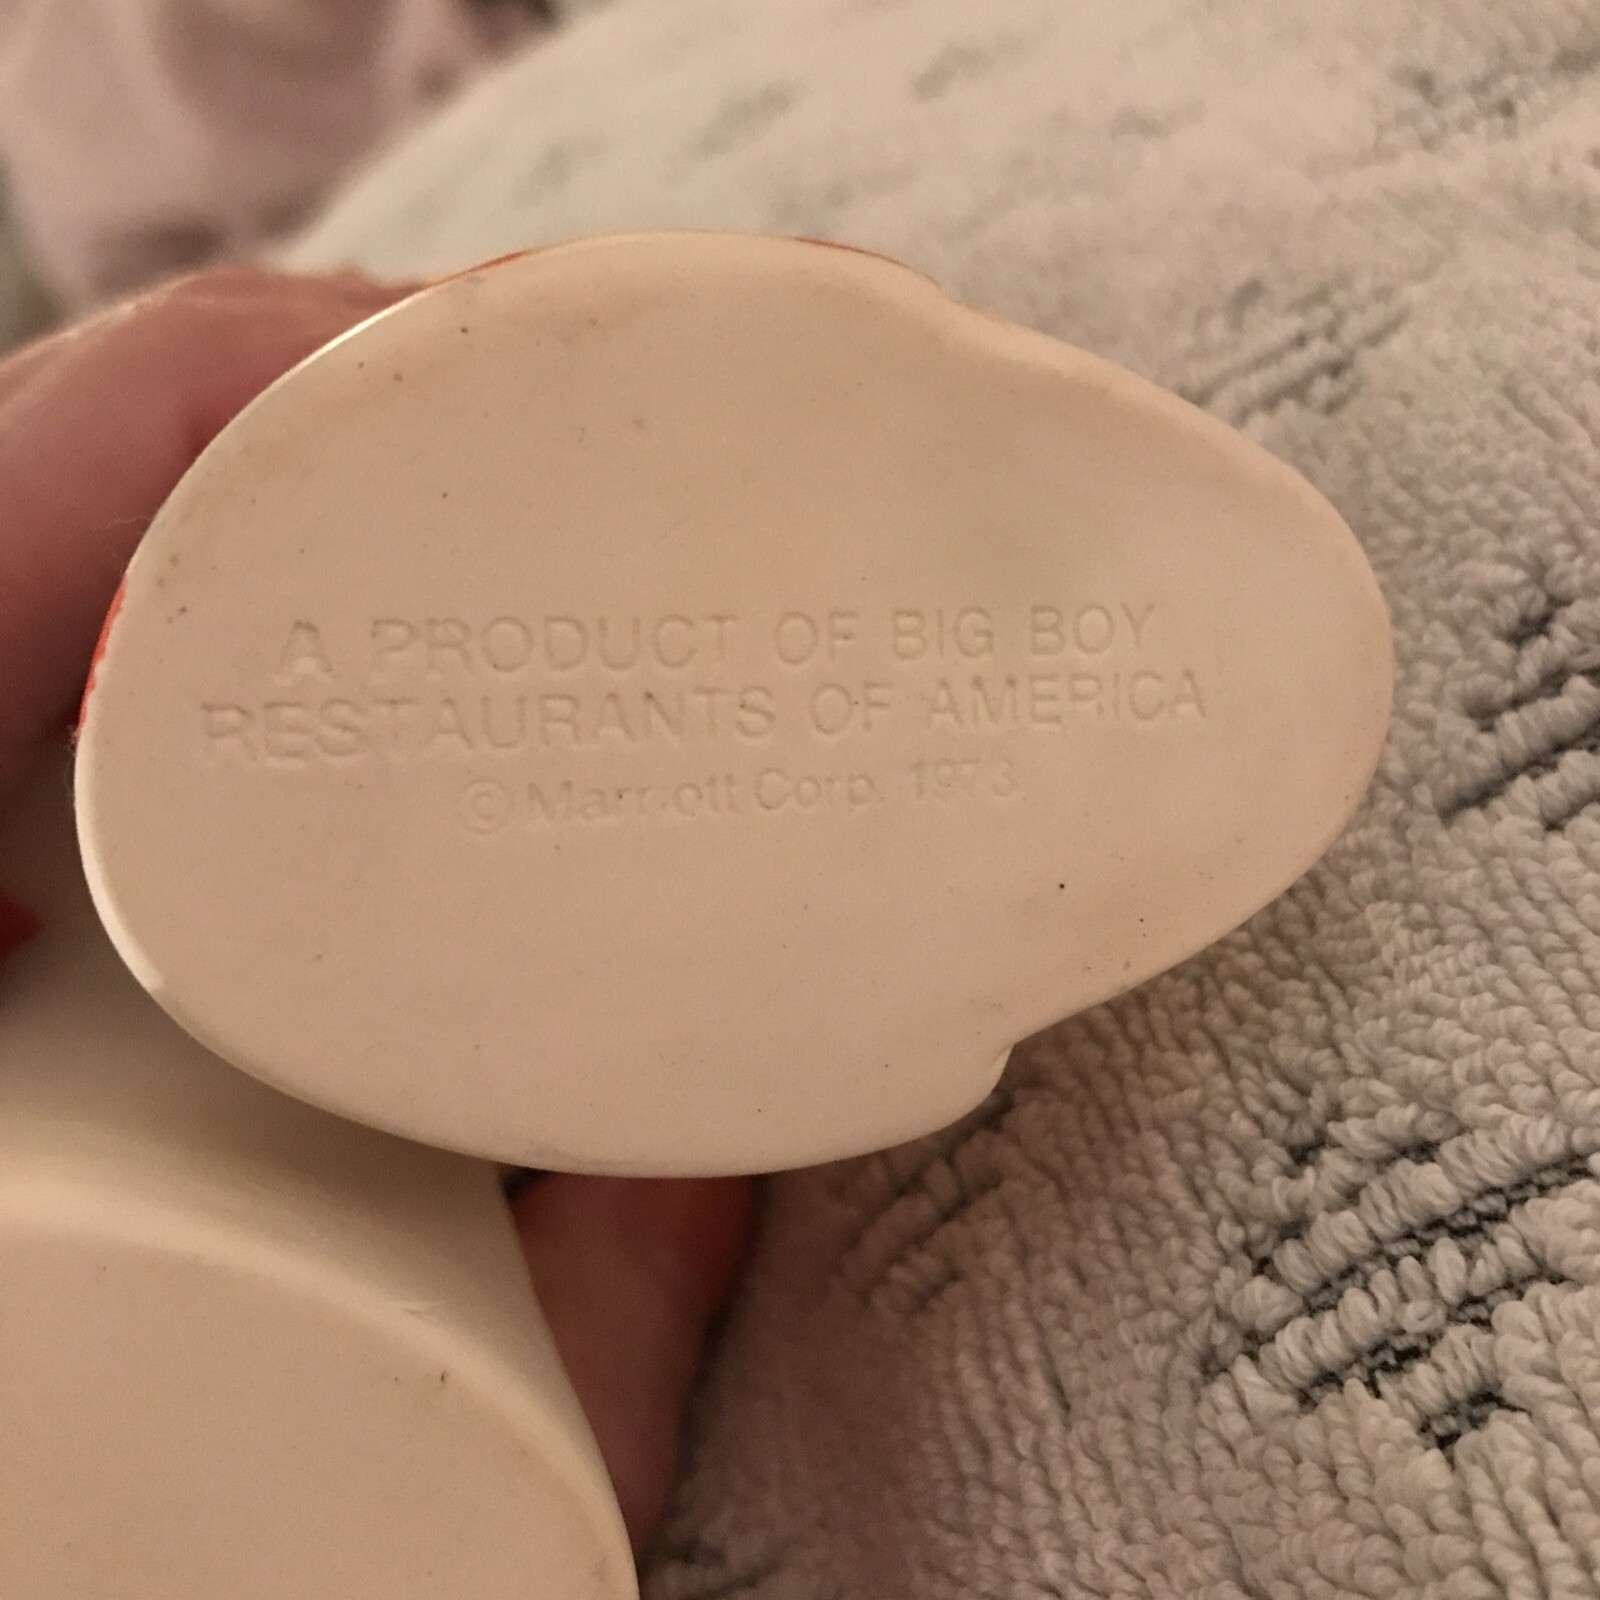 A PRODUCT OF BIG BOY
RESTAURANTS OF AMERICA
© Marriott Corp. 1973